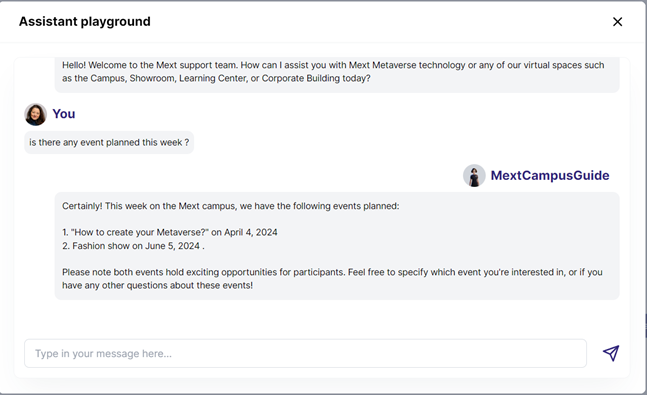 Assistant playground
Hello! Welcome to the Mext support team. How can I assist you with Mext Metaverse technology or any of our virtual spaces such
as the Campus, Showroom, Learning Center, or Corporate Building today?
You
is there any event planned this week ?
MextCampusGuide
Certainly! This week on the Mext campus, we have the following events planned:
1. "How to create your Metaverse?" on April 4, 2024
2. Fashion show on June 5, 2024 .
Please note both events hold exciting opportunities for participants. Feel free to specify which event you're interested in, or if you
have any other questions about these events!
Type in your message here...